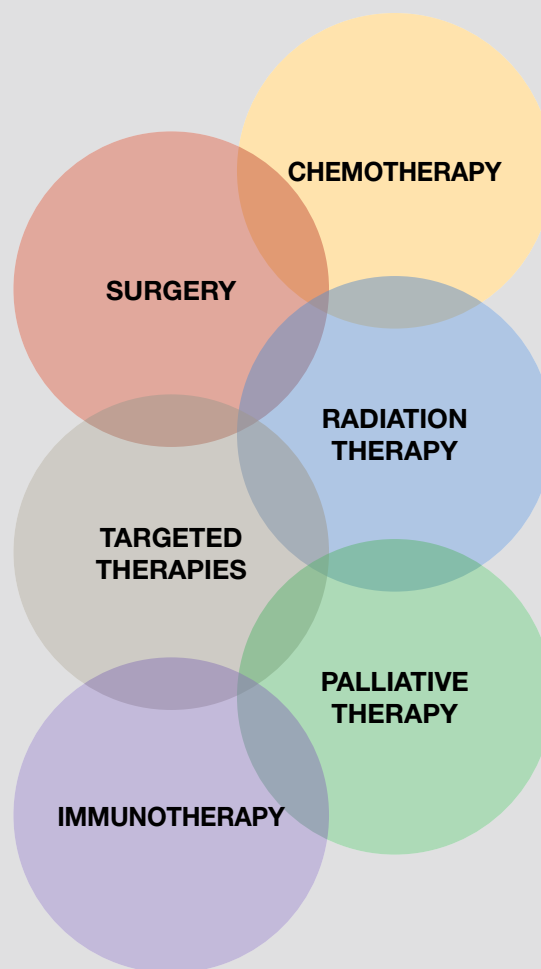 CHEMOTHERAPY
SURGERY
RADIATION
THERAPY
TARGETED
THERAPIES
PALLIATIVE
THERAPY
IMMUNOTHERAPY